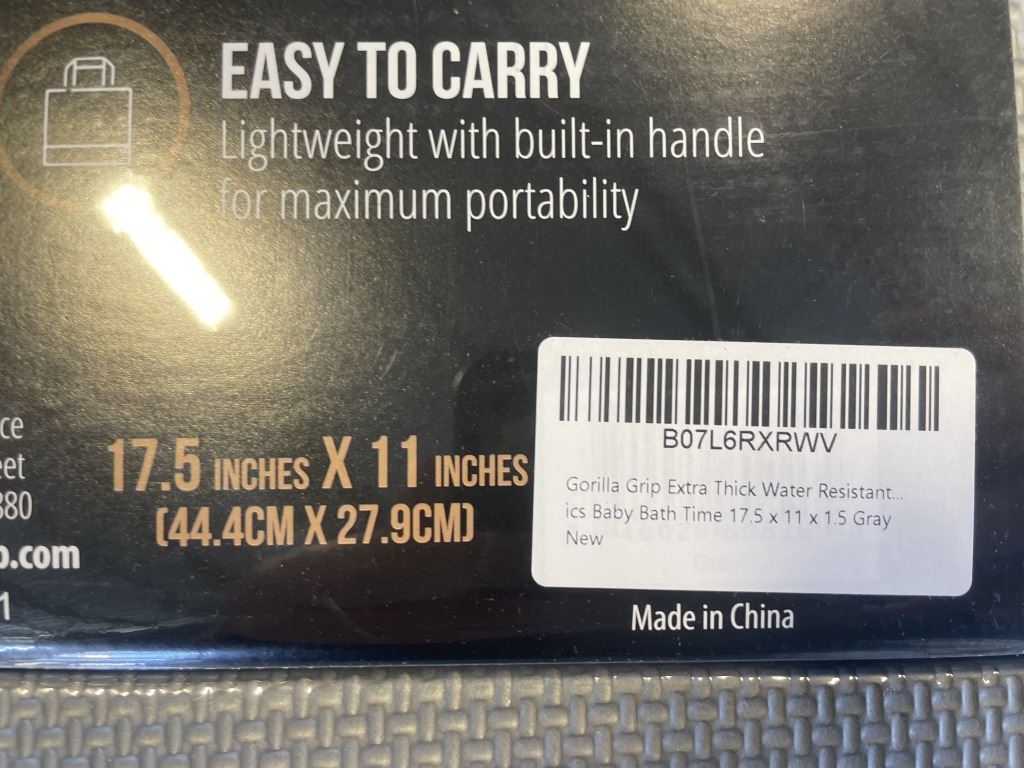 EASY TO CARRY
Lightweight with built-in handle
for maximum portability
ce
eet
380
.com
1
17.5 INCHES X 11 INCHES
(44.4CM X 27.9CM)
B07L6RXRWV
Gorilla Grip Extra Thick Water Resistant...
ics Baby Bath Time 17.5 x 11 x 1.5 Gray
New
Made in China